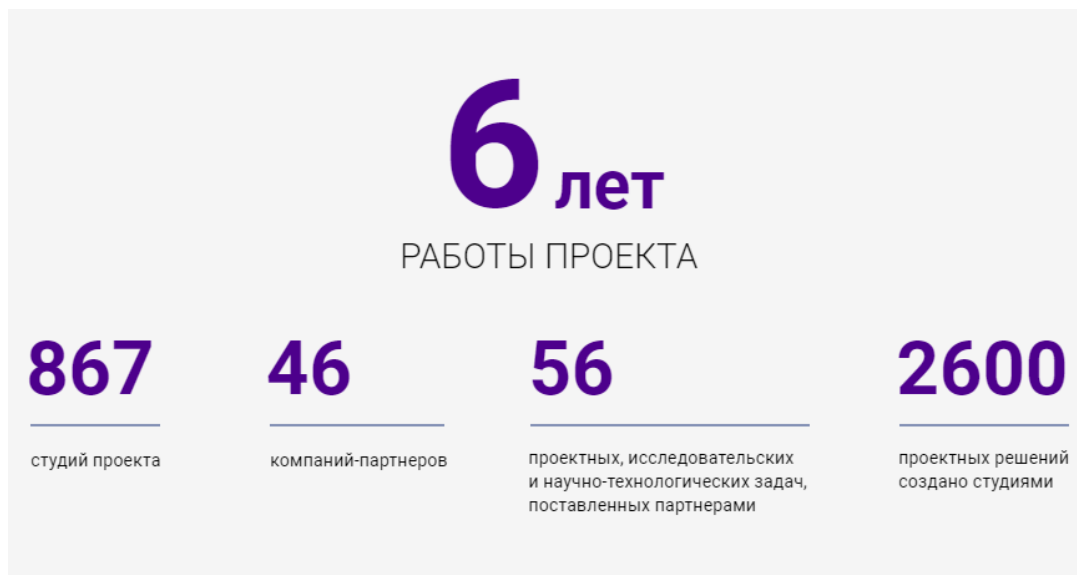 6 лет
РАБОТЫ ПРОЕКТА
867
студий проекта
46
компаний-партнеров
56
проектных, исследовательских
и научно-технологических задач,
поставленных партнерами
2600
проектных решений
создано студиями